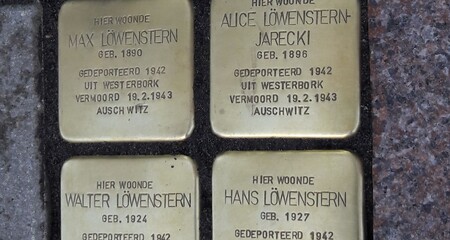 HIER WOONDE
MAX LÖWENSTERN
GEB. 1890
GEDEPORTEERD 1942
UIT WESTERBORK
VERMOORD 19.2.1943
AUSCHWITZ
HIER WOONDE
ALICE LÖWENSTERN-
JARECKI
GEB. 1896
GEDEPORTEERD 1942
UIT WESTERBORK
VERMOORD 19.2.1943
AUSCHWITZ
HIER WOONDE
WALTER LÖWENSTERN
GEB. 1924
GEDEPORTEERD 1942
HIER WOONDE
HANS LÖWENSTERN
GEB. 1927
GEDEPORTEERD 1942